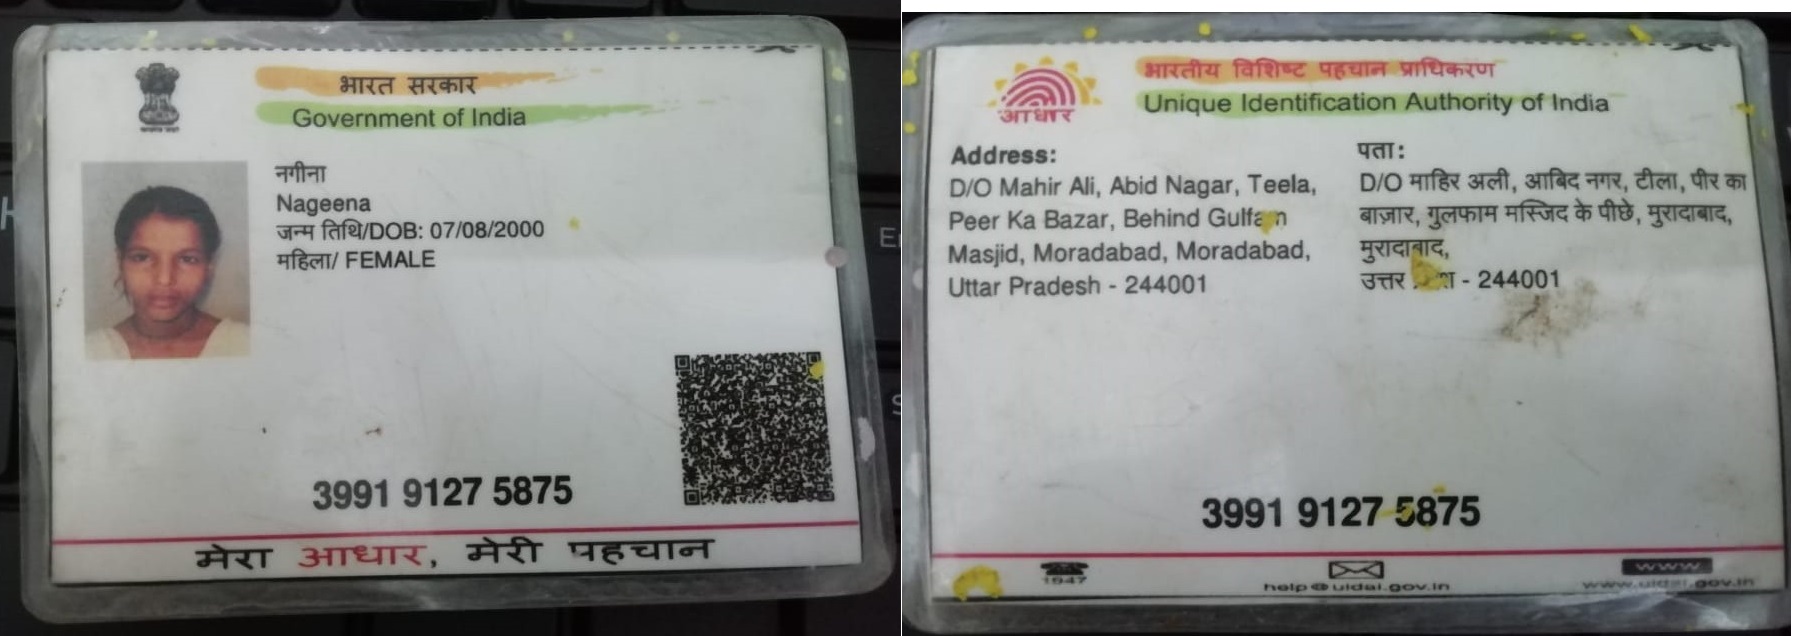 भारत सरकार
Government of India
नगीना
Nageena
जन्म तिथि/DOB: 07/08/2000
महिला/ FEMALE
3991 9127 5875
मेरा आधार, मेरी पहचान
भारतीय विशिष्ट पहचान प्राधिकरण
Unique Identification Authority of India
आधार
Address:
D/O Mahir Ali, Abid Nagar, Teela,
Peer Ka Bazar, Behind Gulfam
Masjid, Moradabad, Moradabad,
Uttar Pradesh - 244001
पता:
D/O माहिर अली, आबिद नगर, टीला, पीर का
बाज़ार, गुलफाम मस्जिद के पीछे, मुरादाबाद,
मुरादाबाद,
उत्तर - 244001
3991 9127 5875
1947
help@uidai.gov.in
www
www.uidai.gov.in